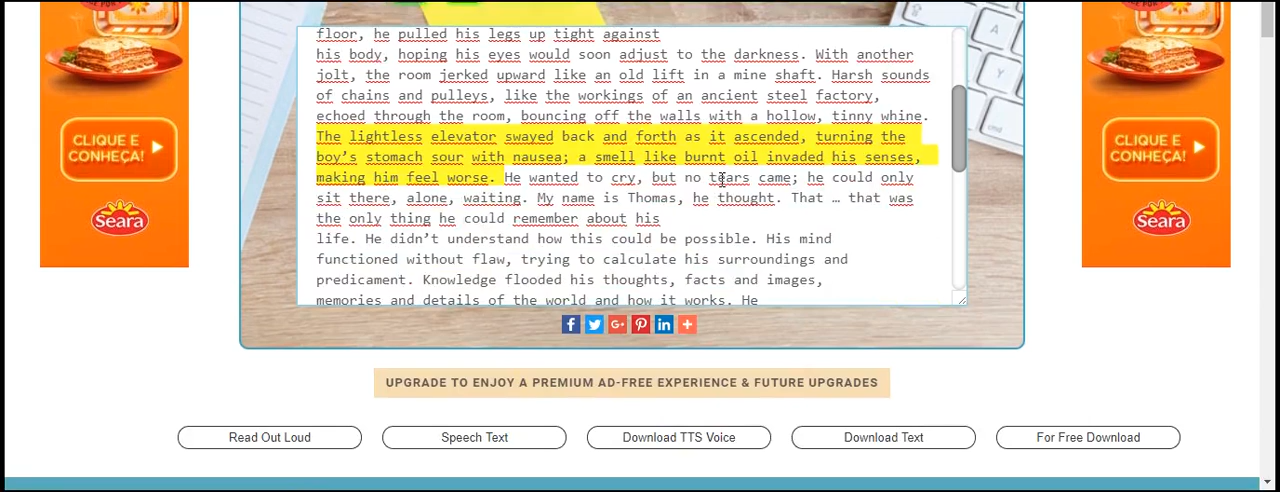 floor, he pulled his legs up tight against
his body, hoping his eyes would soon adjust to the darkness. With another
jolt, the room jerked upward like an old lift in a mine shaft. Harsh sounds
of chains and pulleys, like the workings of an ancient steel factory,
echoed through the room, bouncing off the walls with a hollow, tinny whine.
The lightless elevator swayed back and forth as it ascended, turning the
boy’s stomach sour with nausea; a smell like burnt oil invaded his senses,
making him feel worse. He wanted to cry, but no tears came; he could only
sit there, alone, waiting. My name is Thomas, he thought. That … that was
the only thing he could remember about his
life. He didn’t understand how this could be possible. His mind
functioned without flaw, trying to calculate his surroundings and
predicament. Knowledge flooded his thoughts, facts and images,
memories and details of the world and how it works. He
CLIQUE E
CONHEÇA!
Seara
CLIQUE E
CONHEÇA!
Seara
UPGRADE TO ENJOY A PREMIUM AD-FREE EXPERIENCE & FUTURE UPGRADES
Read Out Loud
Speech Text
Download TTS Voice
Download Text
For Free Download